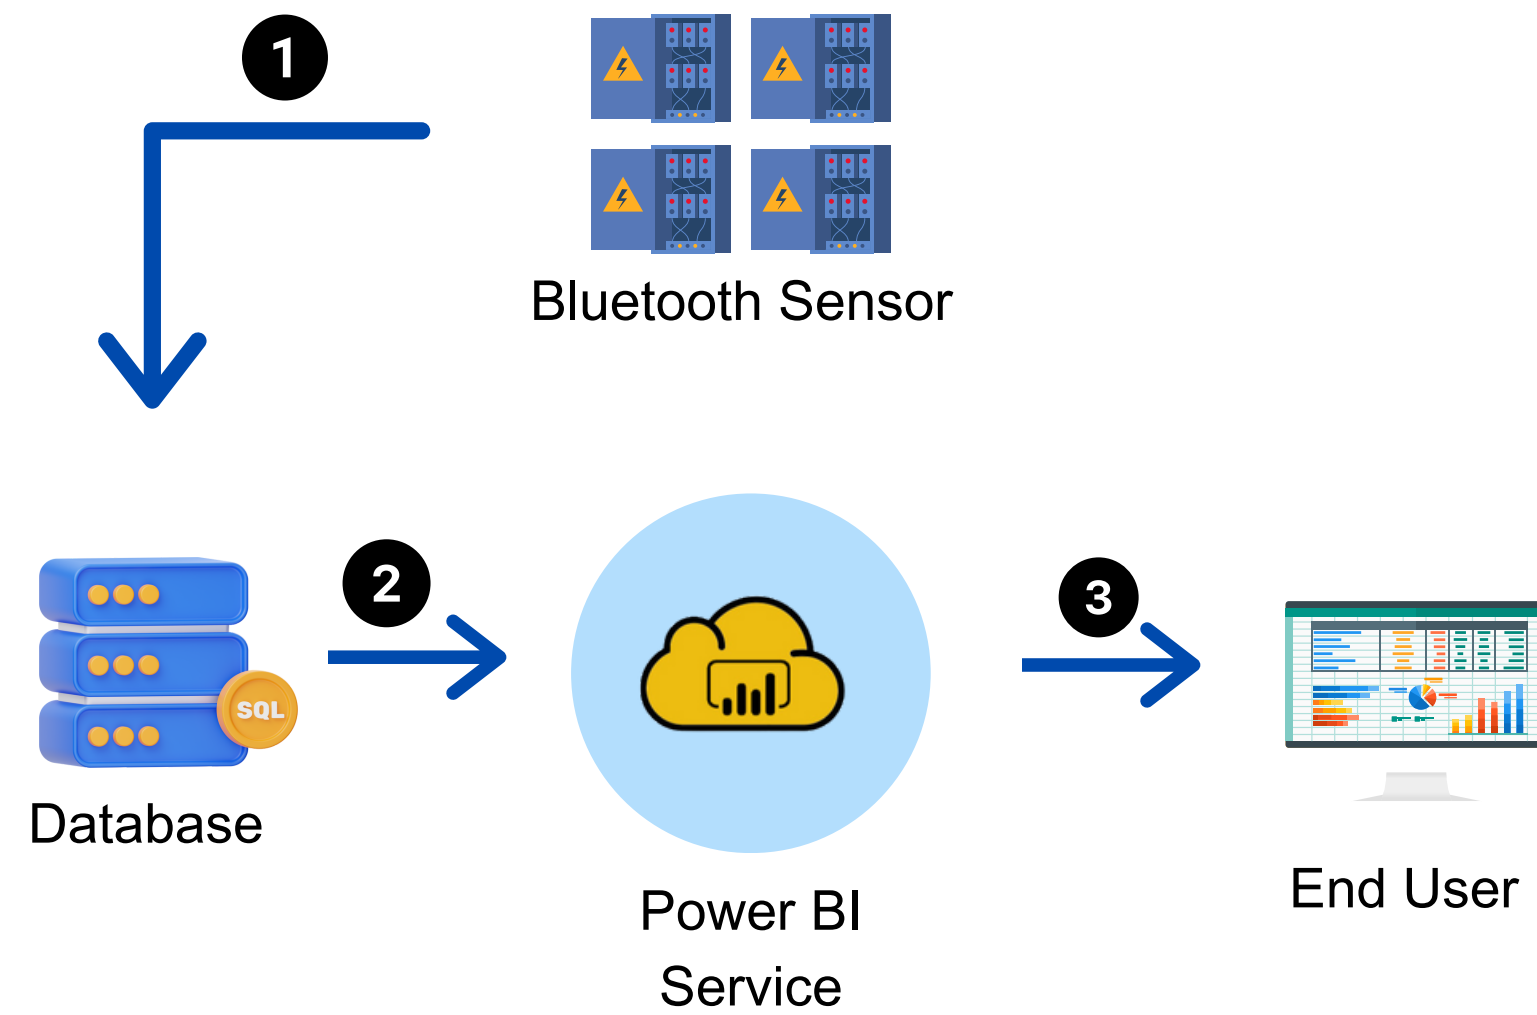 1
Bluetooth Sensor
2
3
SQL
Database
Power BI
Service
End User